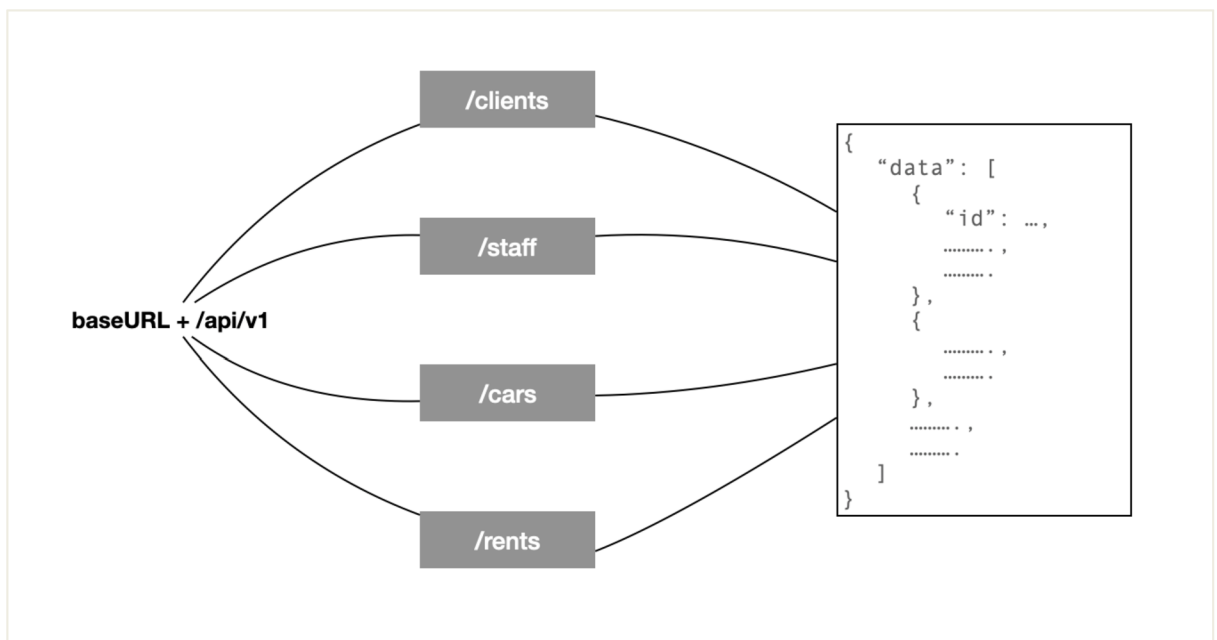 baseURL + /api/v1
/clients
/staff
/cars
/rents
{
“data”: [
{
“id”: …,
……….,
……….
},
{
……….,
……….
},
……….,
……….
]
}